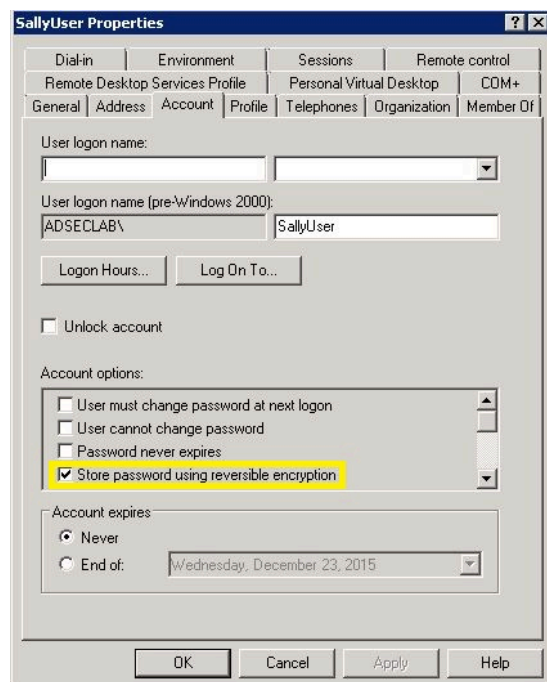 SallyUser Properties
Dial-in Environment Sessions Remote control
Remote Desktop Services Profile Personal Virtual Desktop COM+
General Address Account Profile Telephones Organization Member Of
User logon name:
User logon name (pre-Windows 2000):
ADSECLAB\ SallyUser
Logon Hours... Log On To...
Unlock account
Account options:
User must change password at next logon
User cannot change password
Password never expires
Store password using reversible encryption
Account expires
Never
End of: Wednesday, December 23, 2015
OK Cancel Apply Help